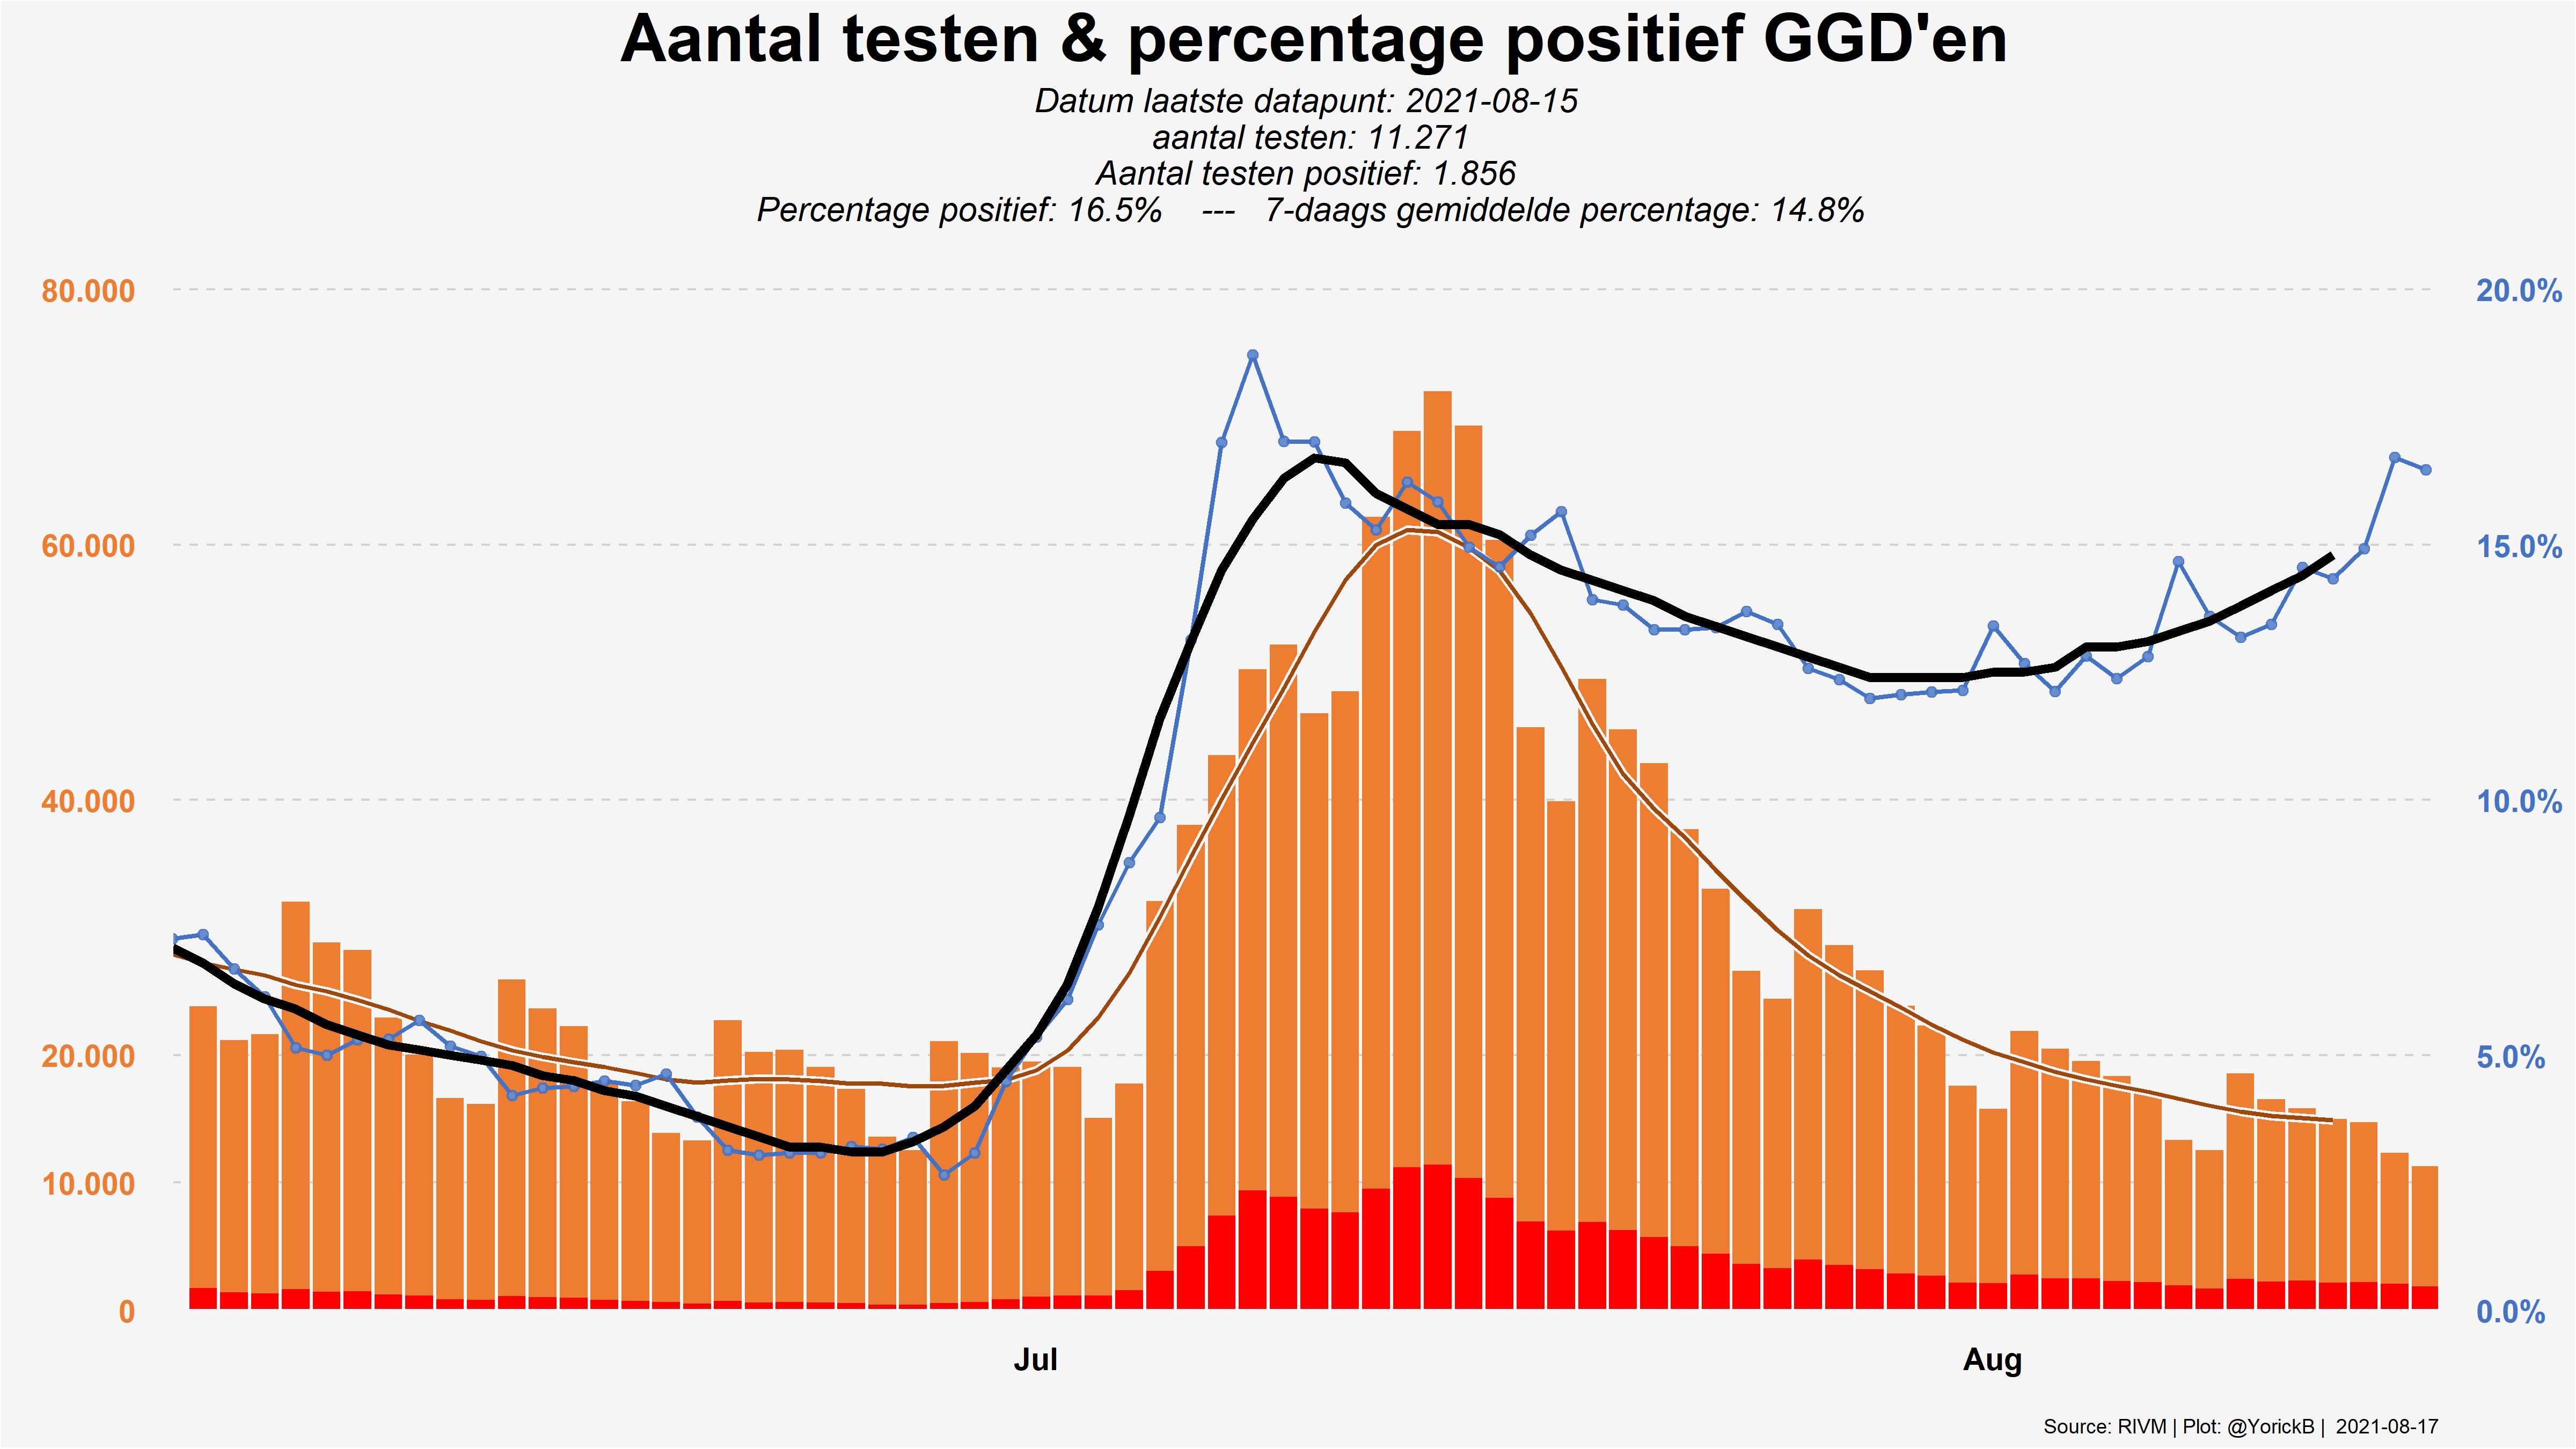 Aantal testen & percentage positief GGD'en
Datum laatste datapunt: 2021-08-15
aantal testen: 11.271
Aantal testen positief: 1.856
Percentage positief: 16.5%    ---   7-daags gemiddelde percentage: 14.8%
80.000
20.0%
60.000
15.0%
40.000
10.0%
20.000
5.0%
10.000
0
0.0%
Jul
Aug
Source: RIVM | Plot: @YorickB |  2021-08-17